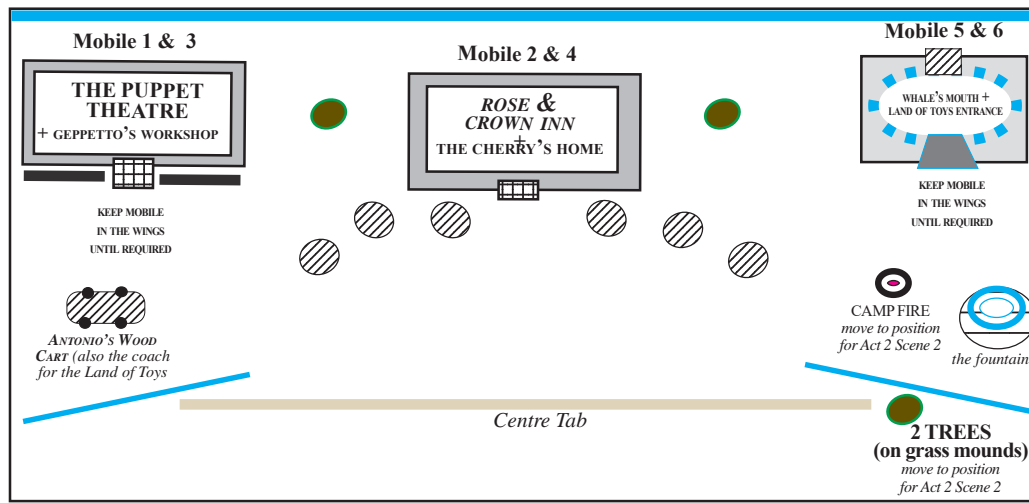 Mobile 1 & 3
THE PUPPET
THEATRE
+ GEPPETTO'S WORKSHOP
KEEP MOBILE
IN THE WINGS
UNTIL REQUIRED
ANTONIO'S WOOD
CART (also the coach
for the Land of Toys
Mobile 2 & 4
ROSE &
CROWN INN
+
THE CHERRY'S HOME
Mobile 5 & 6
WHALE'S MOUTH +
LAND OF TOYS ENTRANCE
KEEP MOBILE
IN THE WINGS
UNTIL REQUIRED
CAMP FIRE
move to position
for Act 2 Scene 2
the fountain
Centre Tab
2 TREES
(on grass mounds)
move to position
for Act 2 Scene 2